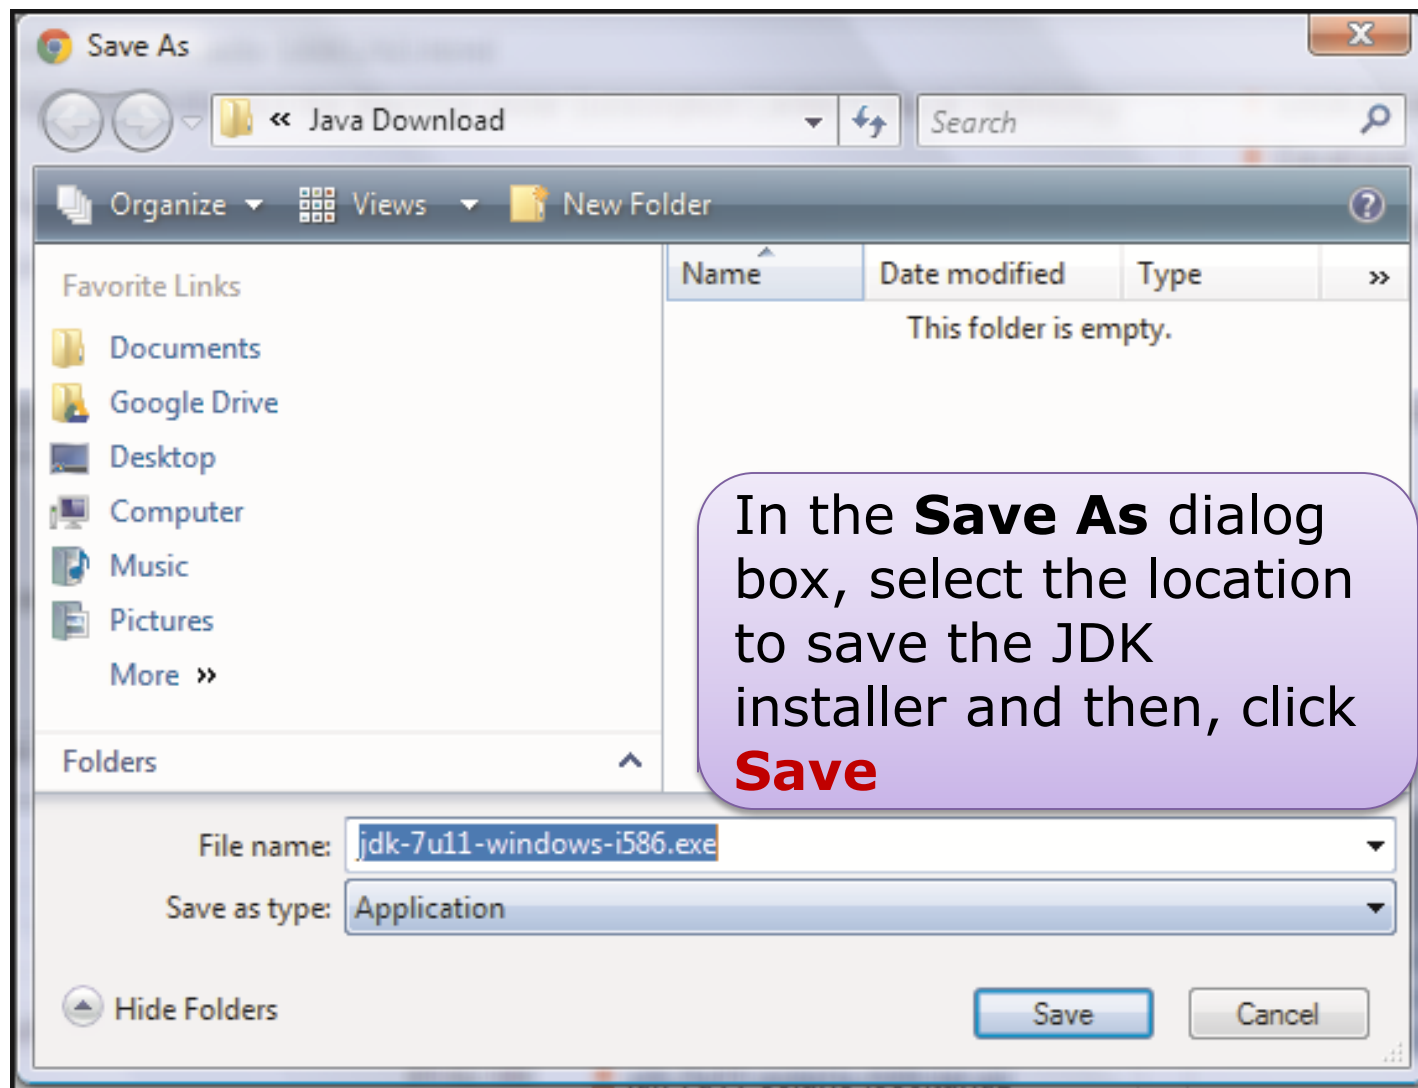 Save As
« Java Download
Search
Organize
Views
New Folder
Favorite Links
Documents
Google Drive
Desktop
Computer
Music
Pictures
More »
Folders
Name
Date modified
Type
»
This folder is empty.
In the Save As dialog
box, select the location
to save the JDK
installer and then, click
Save
File name: jdk-7u11-windows-i586.exe
Save as type: Application
Hide Folders
Save
Cancel